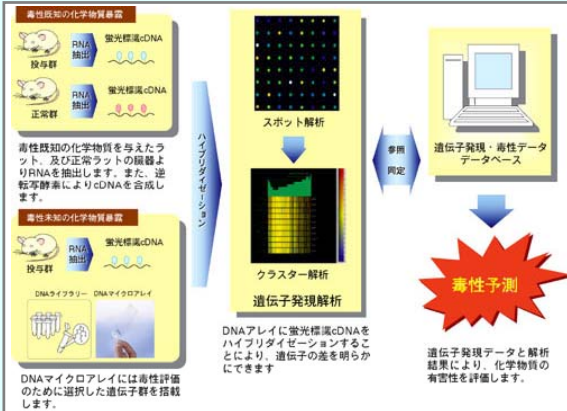 毒性既知の化学物質暴露
投与群
RNA
抽出
蛍光標識cDNA
正常群
RNA
抽出
蛍光標識cDNA
毒性既知の化学物質を与えたラ
ット、及び正常ラットの臓器よ
りRNAを抽出します。また、逆
転写酵素によりcDNAを合成しま
す。
毒性未知の化学物質暴露
投与群
RNA
抽出
蛍光標識cDNA
DNAライブラリー
DNAマイクロアレイ
DNAマイクロアレイには毒性評価
のために選択した遺伝子群を搭載
します。
ハイブリダイゼーション
スポット解析
クラスター解析
遺伝子発現解析
DNAアレイに蛍光標識cDNAを
ハイブリダイゼーションするこ
とにより、遺伝子の差を明らか
にできます
参照
同定
遺伝子発現・毒性データ
データベース
毒性予測
遺伝子発現データと解析
結果により、化学物質の
有害性を評価します。